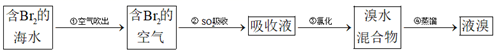 含Br₂的海水 ①空气吹出 含Br₂的空气 ② SO₂吸收 吸收液 ③氯化 溴水混合物 ④蒸馏 液溴